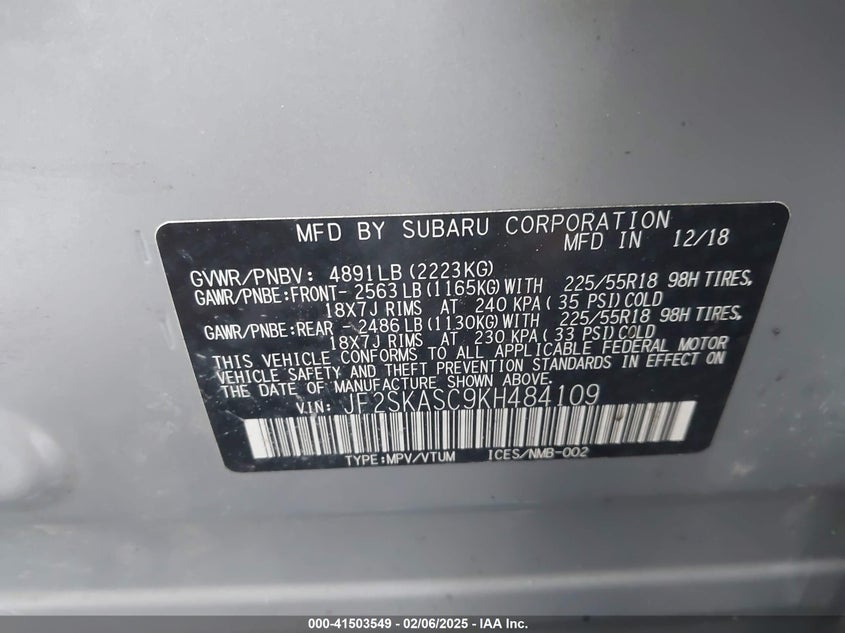 MFD BY SUBARU CORPORATION
MFD IN 12/18
GVWR/PNBV: 4891LB(2223KG)
GAWR/PNBE:FRONT- 2563LB(1165KG)WITH 225/55R18 98H TIRES,
18X7J RIMS AT 240 KPA( 35 PSI)COLD
GAWR/PNBE:REAR - 2486LB(1130KG)WITH 225/55R18 98H TIRES,
18X7J RIMS AT 230 KPA( 33 PSI)COLD
THIS VEHICLE CONFORMS TO ALL APPLICABLE FEDERAL MOTOR
VEHICLE SAFETY AND THEFT PREVENTION STANDARDS IN EFFECT ON
THE DATE OF MANUFACTURE SHOWN ABOVE.
VIN: JF2SKASC9KH484109
TYPE:MPV/VTUM ICES/NMB-002
000-41503549 - 02/06/2025 - IAA Inc.